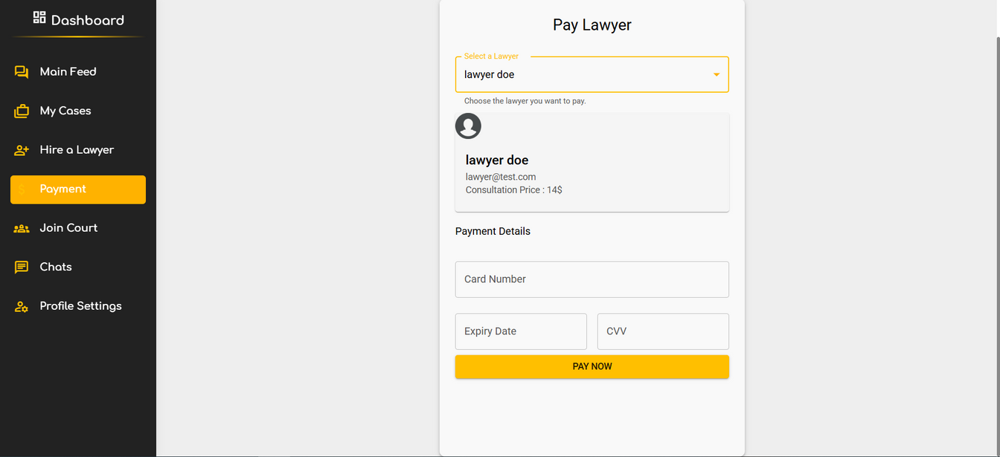 Dashboard
Main Feed
My Cases
Hire a Lawyer
Payment
Join Court
Chats
Profile Settings
Pay Lawyer
Select a Lawyer
lawyer doe
Choose the lawyer you want to pay.
lawyer doe
lawyer@test.com
Consultation Price : 14$
Payment Details
Card Number
Expiry Date
CVV
PAY NOW